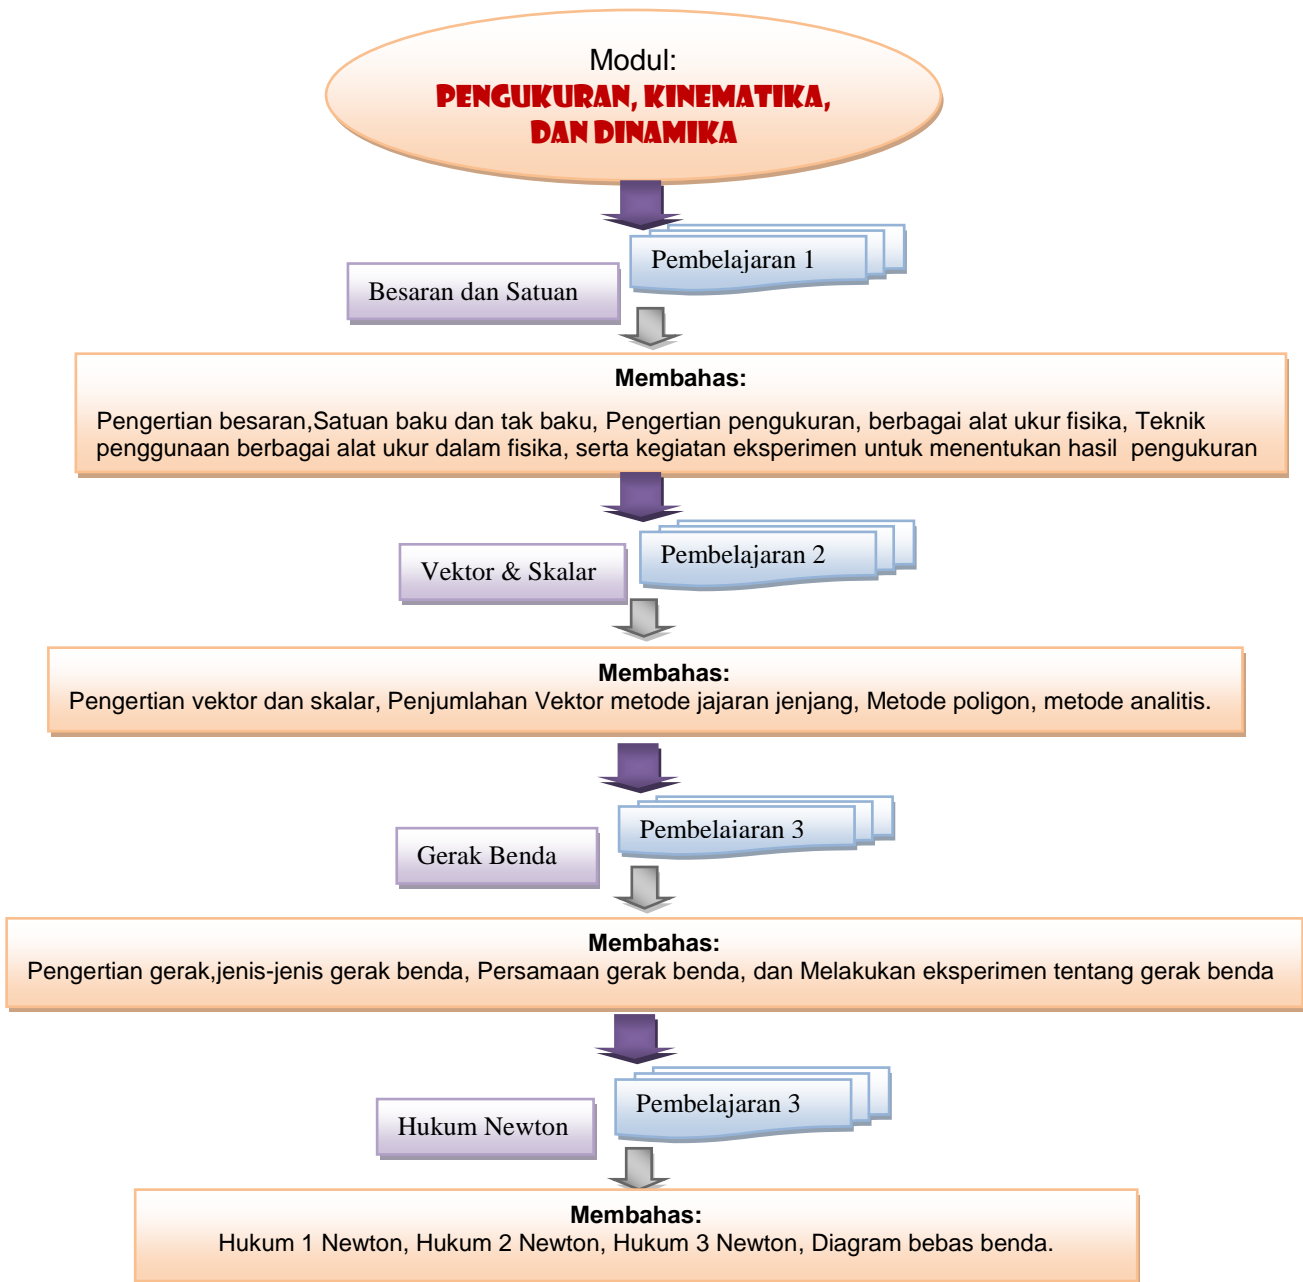 Modul:
PENGUKURAN, KINEMATIKA,
DAN DINAMIKA
Pembelajaran 1
Besaran dan Satuan
Membahas:
Pengertian besaran,Satuan baku dan tak baku, Pengertian pengukuran, berbagai alat ukur fisika, Teknik
penggunaan berbagai alat ukur dalam fisika, serta kegiatan eksperimen untuk menentukan hasil pengukuran
Pembelajaran 2
Vektor & Skalar
Membahas:
Pengertian vektor dan skalar, Penjumlahan Vektor metode jajaran jenjang, Metode poligon, metode analitis.
Pembelajaran 3
Gerak Benda
Membahas:
Pengertian gerak,jenis-jenis gerak benda, Persamaan gerak benda, dan Melakukan eksperimen tentang gerak benda
Pembelajaran 3
Hukum Newton
Membahas:
Hukum 1 Newton, Hukum 2 Newton, Hukum 3 Newton, Diagram bebas benda.